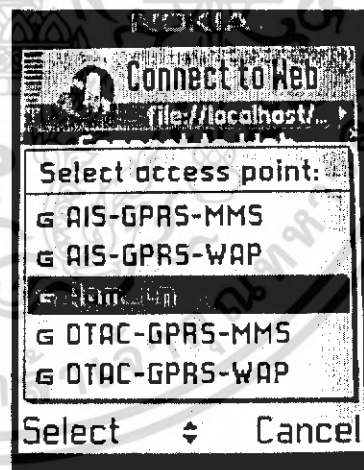 NOKIA
Connect to Web
file://localhost/...
Select access point:
G AIS-GPRS-MMS
G AIS-GPRS-WAP
G
G DTAC-GPRS-MMS
G DTAC-GPRS-WAP
Select Cancel